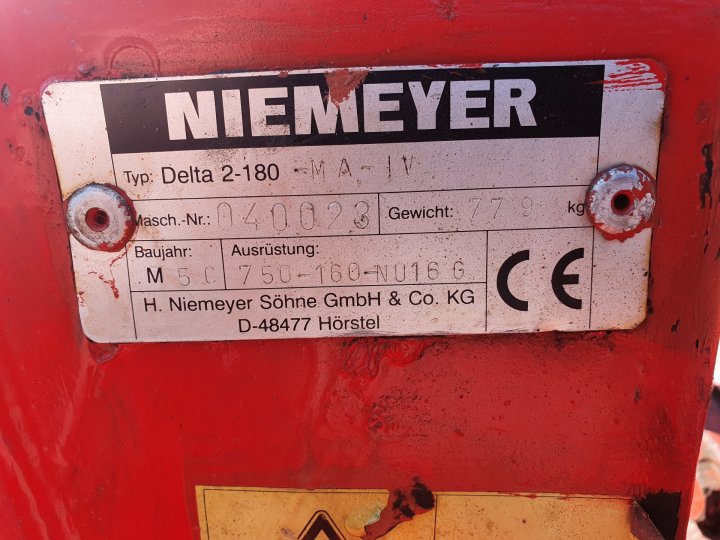 NIEMEYER
Typ: Delta 2-180 -MA-IV
Masch.-Nr.: 040023 Gewicht: 778 kg
Baujahr: Ausrüstung:
M 5C 750-160-NU16 G
CE
H. Niemeyer Söhne GmbH & Co. KG
D-48477 Hörstel